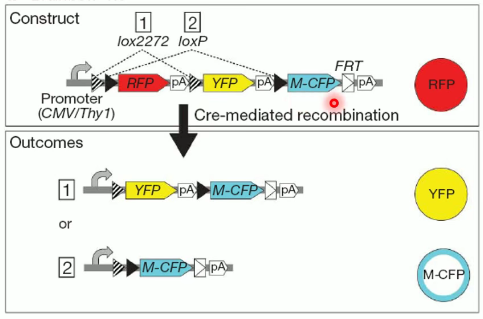 Construct
1 2
lox2272 loxP
FRT
RFP pA YFP pA M-CFP pA
RFP
Promoter
(CMV/Thy1)
Cre-mediated recombination
Outcomes
1 YFP pA M-CFP pA
YFP
or
2 M-CFP pA
M-CFP